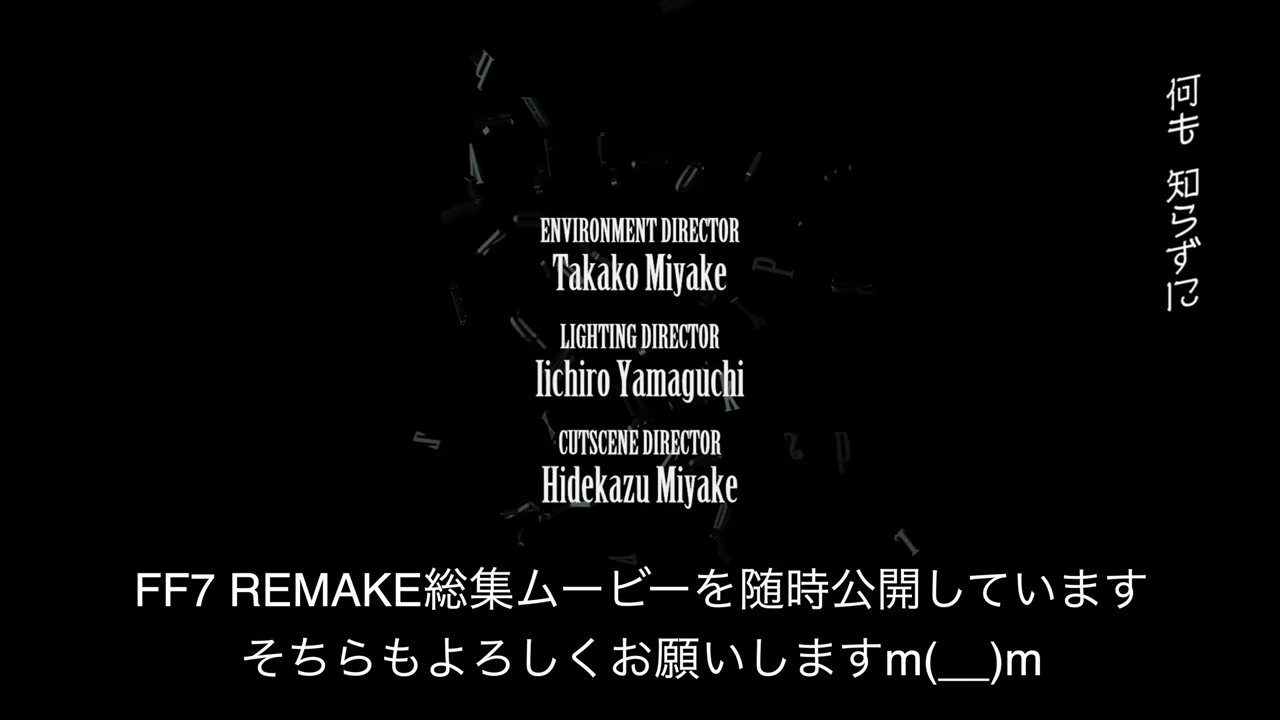 何も 知らずに
ENVIRONMENT DIRECTOR
Takako Miyake
LIGHTING DIRECTOR
Iichiro Yamaguchi
CUTSCENE DIRECTOR
Hidekazu Miyake
FF7 REMAKE総集ムービーを随時公開しています
そちらもよろしくお願いしますm(__)m